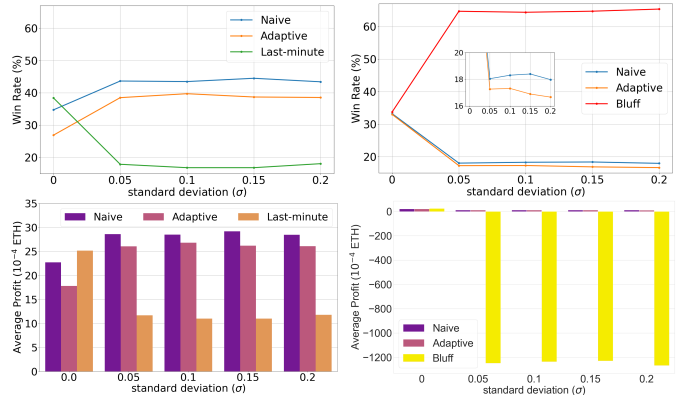 Win Rate (%)
60
50
40
30
20
Naive
Adaptive
Last-minute
0 0.05 0.1 0.15 0.2
standard deviation (σ)
Win Rate (%)
60
50
40
30
20
20
18
16
0 0.05 0.1 0.15 0.2
Naive
Adaptive
Bluff
0 0.05 0.1 0.15 0.2
standard deviation (σ)
Average Profit (10⁻⁴ ETH)
35
30
25
20
15
10
5
0
Naive Adaptive Last-minute
0.0 0.05 0.1 0.15 0.2
standard deviation (σ)
Average Profit (10⁻⁴ ETH)
0
−200
−400
−600
−800
−1000
−1200
Naive
Adaptive
Bluff
0 0.05 0.1 0.15 0.2
standard deviation (σ)